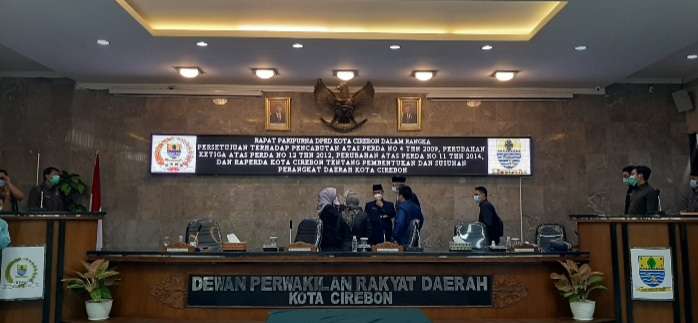 RAPAT PARIPURNA DPRD KOTA CIREBON DALAM RANGKA
PERSETUJUAN TERHADAP PENCABUTAN ATAS PERDA NO 4 THN 2009, PERUBAHAN
KETIGA ATAS PERDA NO 12 THN 2012, PERUBAHAN ATAS PERDA NO 11 THN 2014,
DAN RAPERDA KOTA CIREBON TENTANG PEMBENTUKAN DAN SUSUNAN
PERANGKAT DAERAH KOTA CIREBON
DEWAN PERWAKILAN RAKYAT DAERAH
KOTA CIREBON